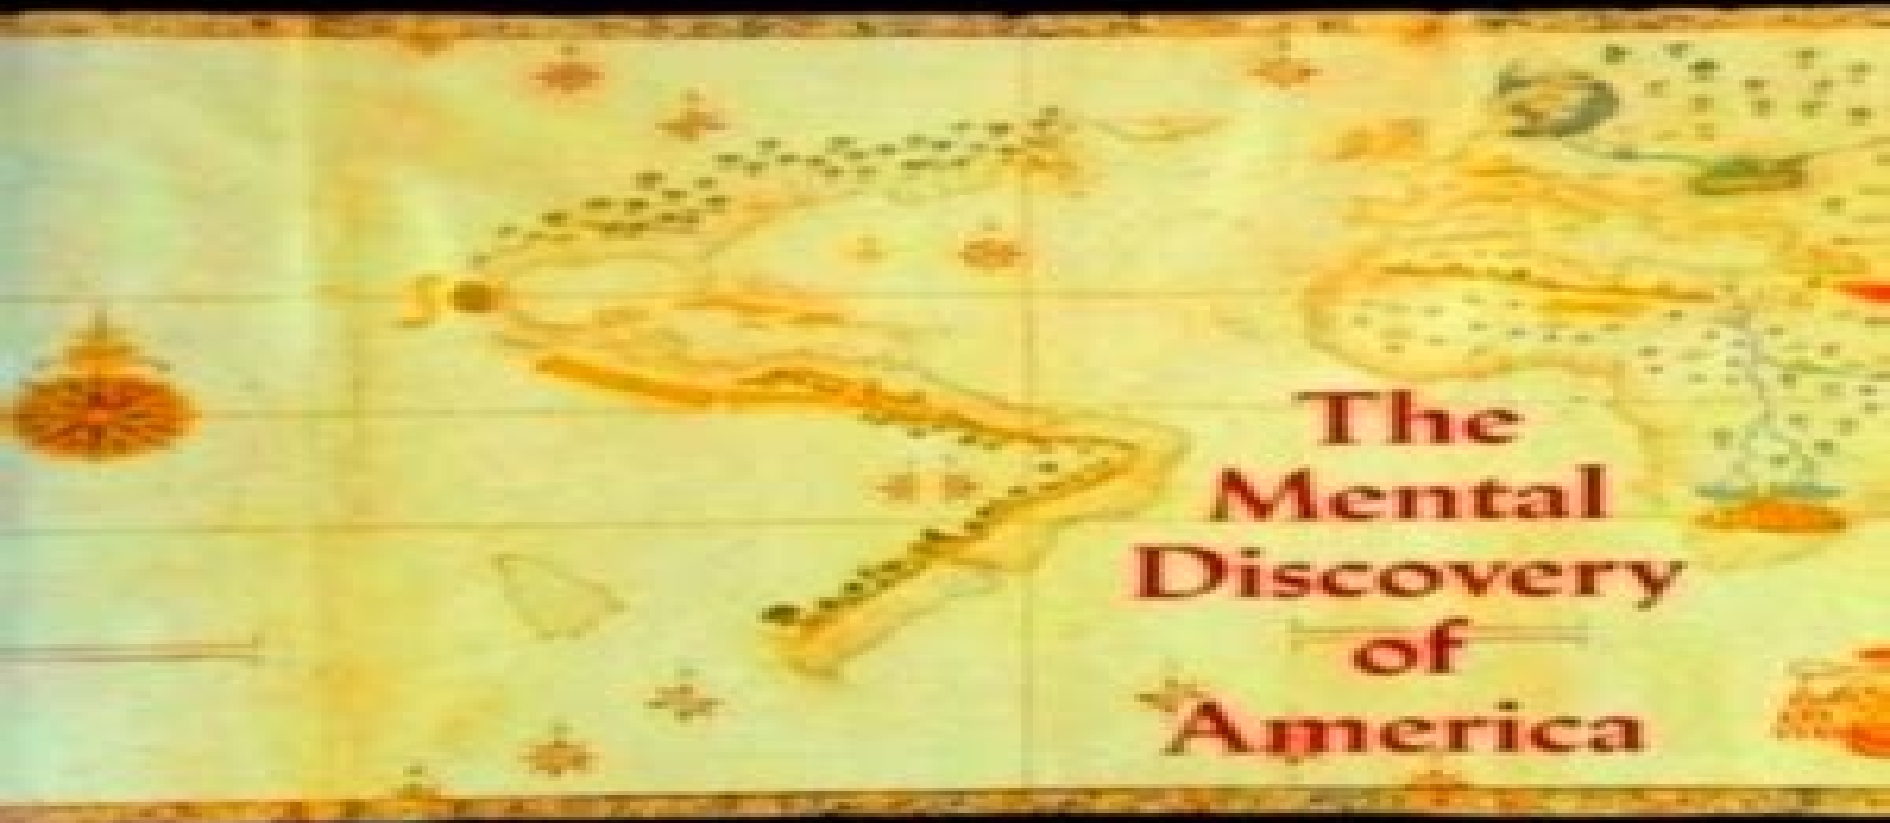 The
Mental
Discovery
of
America